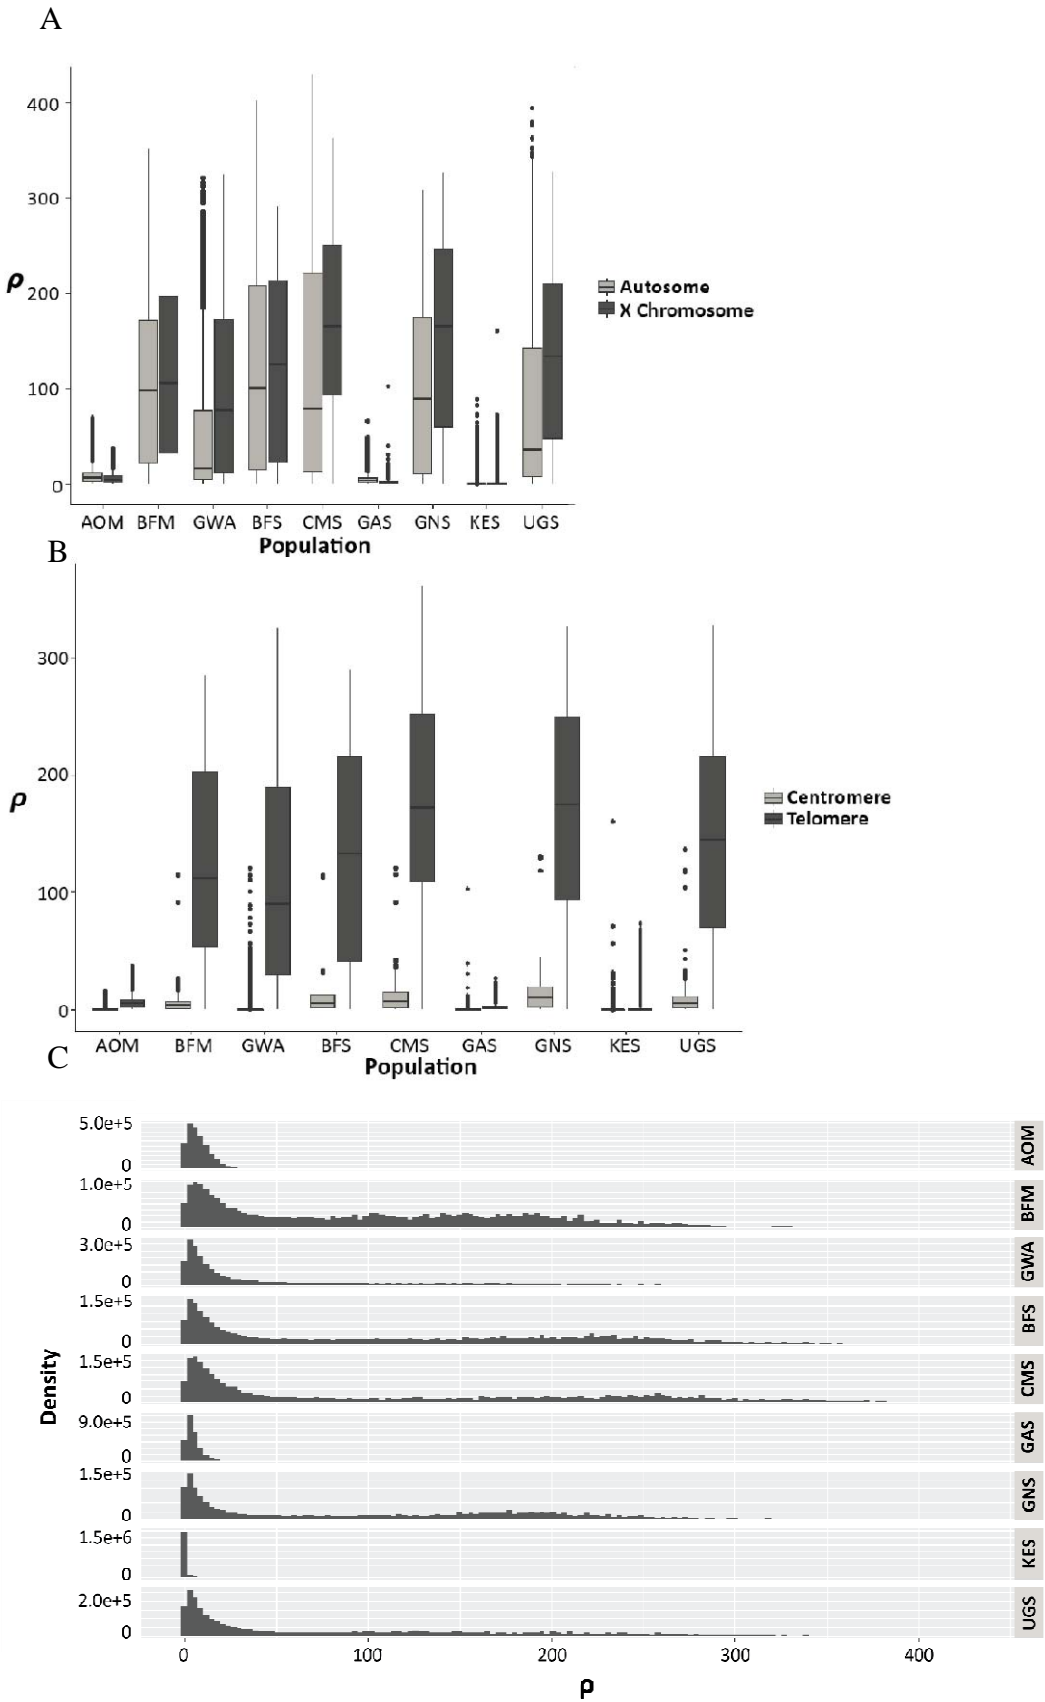 A
400
300
200
100
0
ρ
Autosome
X Chromosome
AOM BFM GWA BFS CMS GAS GNS KES UGS
Population
B
300
200
100
0
ρ
Centromere
Telomere
AOM BFM GWA BFS CMS GAS GNS KES UGS
Population
C
Density
5.0e+5
0
AOM
1.0e+5
0
BFM
3.0e+5
0
GWA
1.5e+5
0
BFS
1.5e+5
0
CMS
9.0e+5
0
GAS
1.5e+5
0
GNS
1.5e+6
0
KES
2.0e+5
0
UGS
0 100 200 300 400
ρ